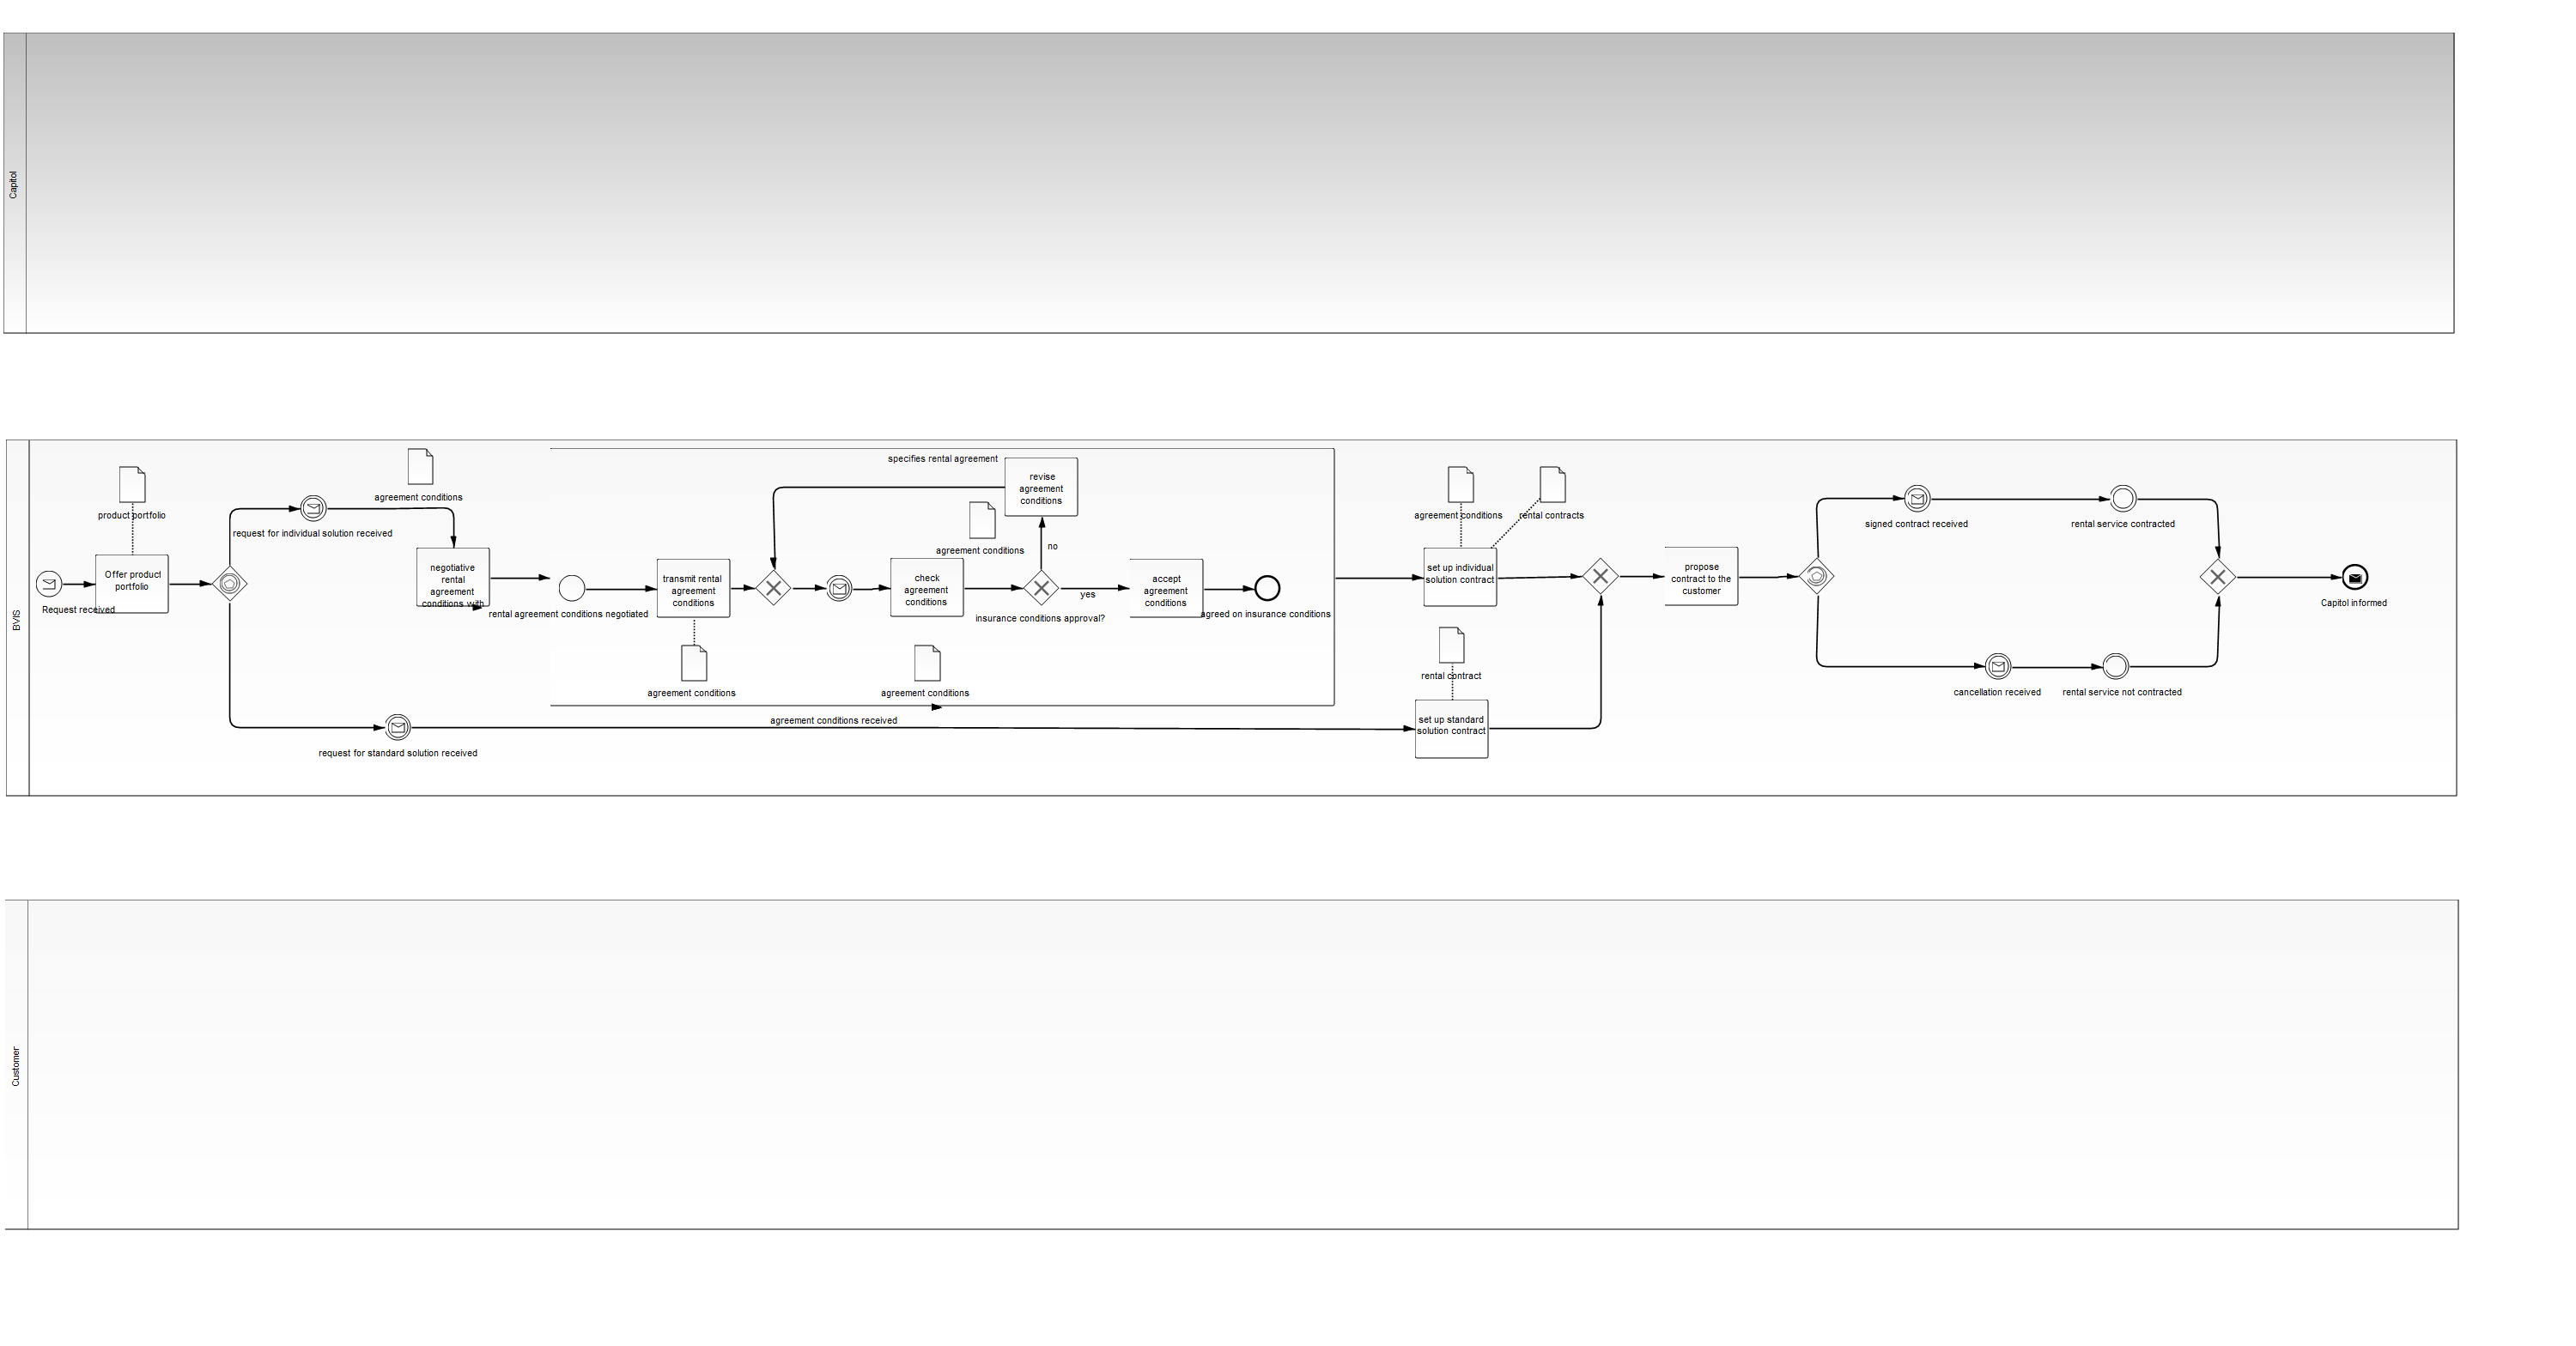 Capitol
BVIS
product portfolio
Offer product
portfolio
Request received
request for individual solution received
agreement conditions
negotiative
rental
agreement
conditions with
request for standard solution received
specifies rental agreement
rental agreement conditions negotiated
transmit rental
agreement
conditions
agreement conditions
revise
agreement
conditions
agreement conditions
no
check
agreement
conditions
insurance conditions approval?
yes
accept
agreement
conditions
agreed on insurance conditions
agreement conditions
agreement conditions received
agreement conditions
rental contracts
set up individual
solution contract
rental contract
set up standard
solution contract
propose
contract to the
customer
signed contract received
rental service contracted
cancellation received
rental service not contracted
Capitol informed
Customer